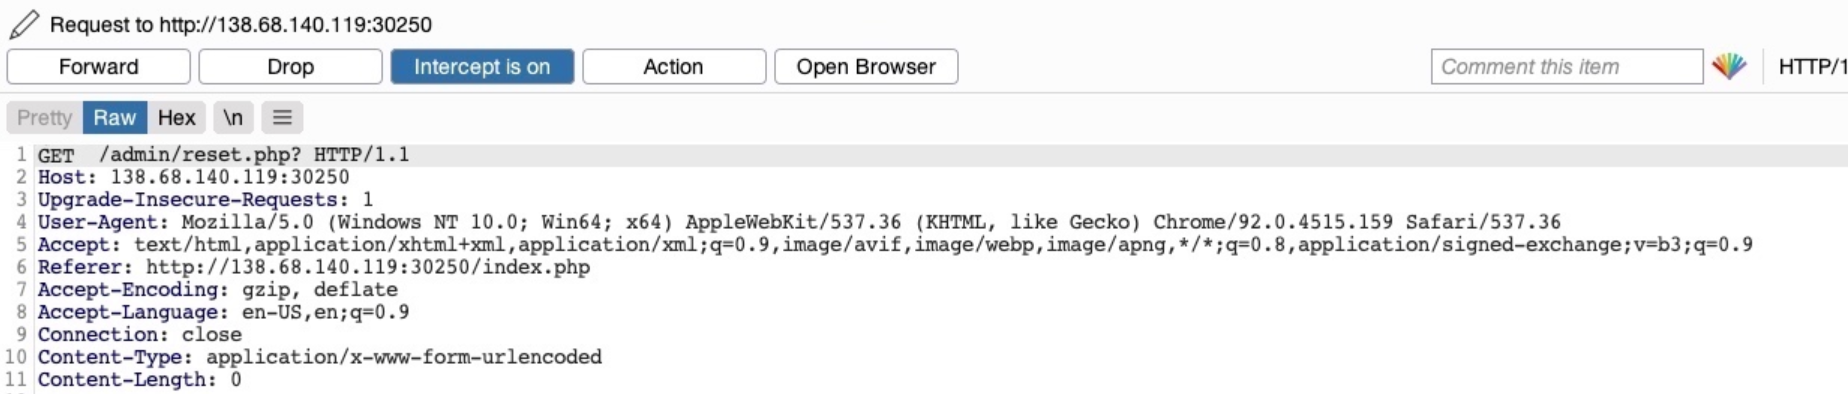 Request to http://138.68.140.119:30250
Forward Drop Intercept is on Action Open Browser Comment this item HTTP/1
Pretty Raw Hex \n
1 GET  /admin/reset.php? HTTP/1.1
2 Host: 138.68.140.119:30250
3 Upgrade-Insecure-Requests: 1
4 User-Agent: Mozilla/5.0 (Windows NT 10.0; Win64; x64) AppleWebKit/537.36 (KHTML, like Gecko) Chrome/92.0.4515.159 Safari/537.36
5 Accept: text/html,application/xhtml+xml,application/xml;q=0.9,image/avif,image/webp,image/apng,*/*;q=0.8,application/signed-exchange;v=b3;q=0.9
6 Referer: http://138.68.140.119:30250/index.php
7 Accept-Encoding: gzip, deflate
8 Accept-Language: en-US,en;q=0.9
9 Connection: close
10 Content-Type: application/x-www-form-urlencoded
11 Content-Length: 0